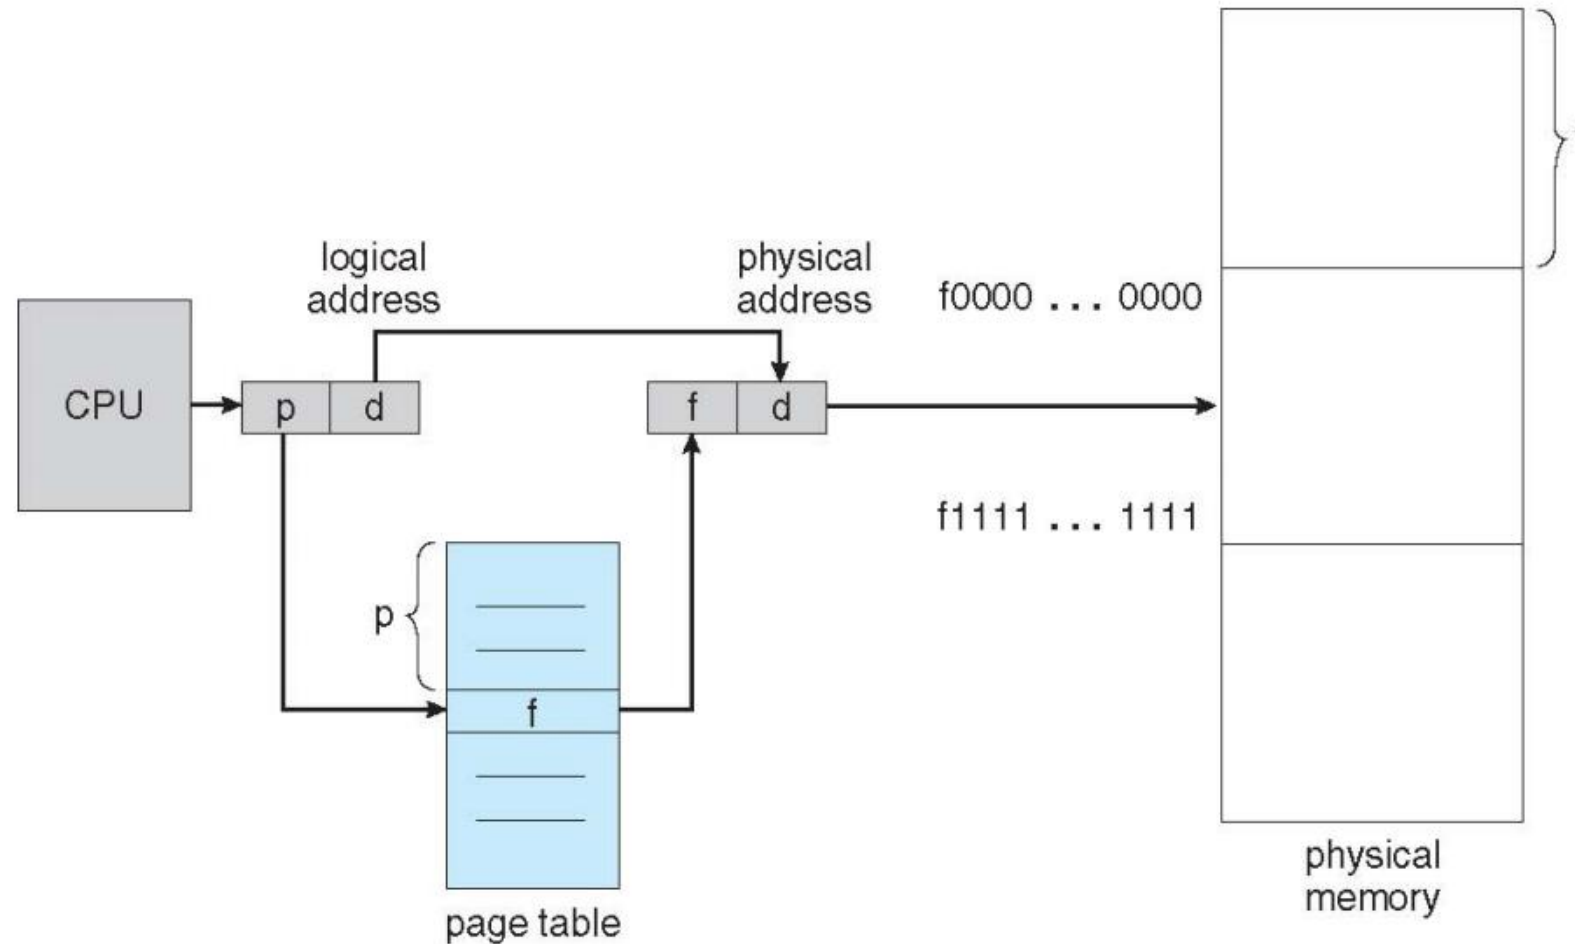 logical
address
physical
address
f0000 ... 0000
CPU
p
d
f
d
f1111 ... 1111
p
f
page table
physical
memory